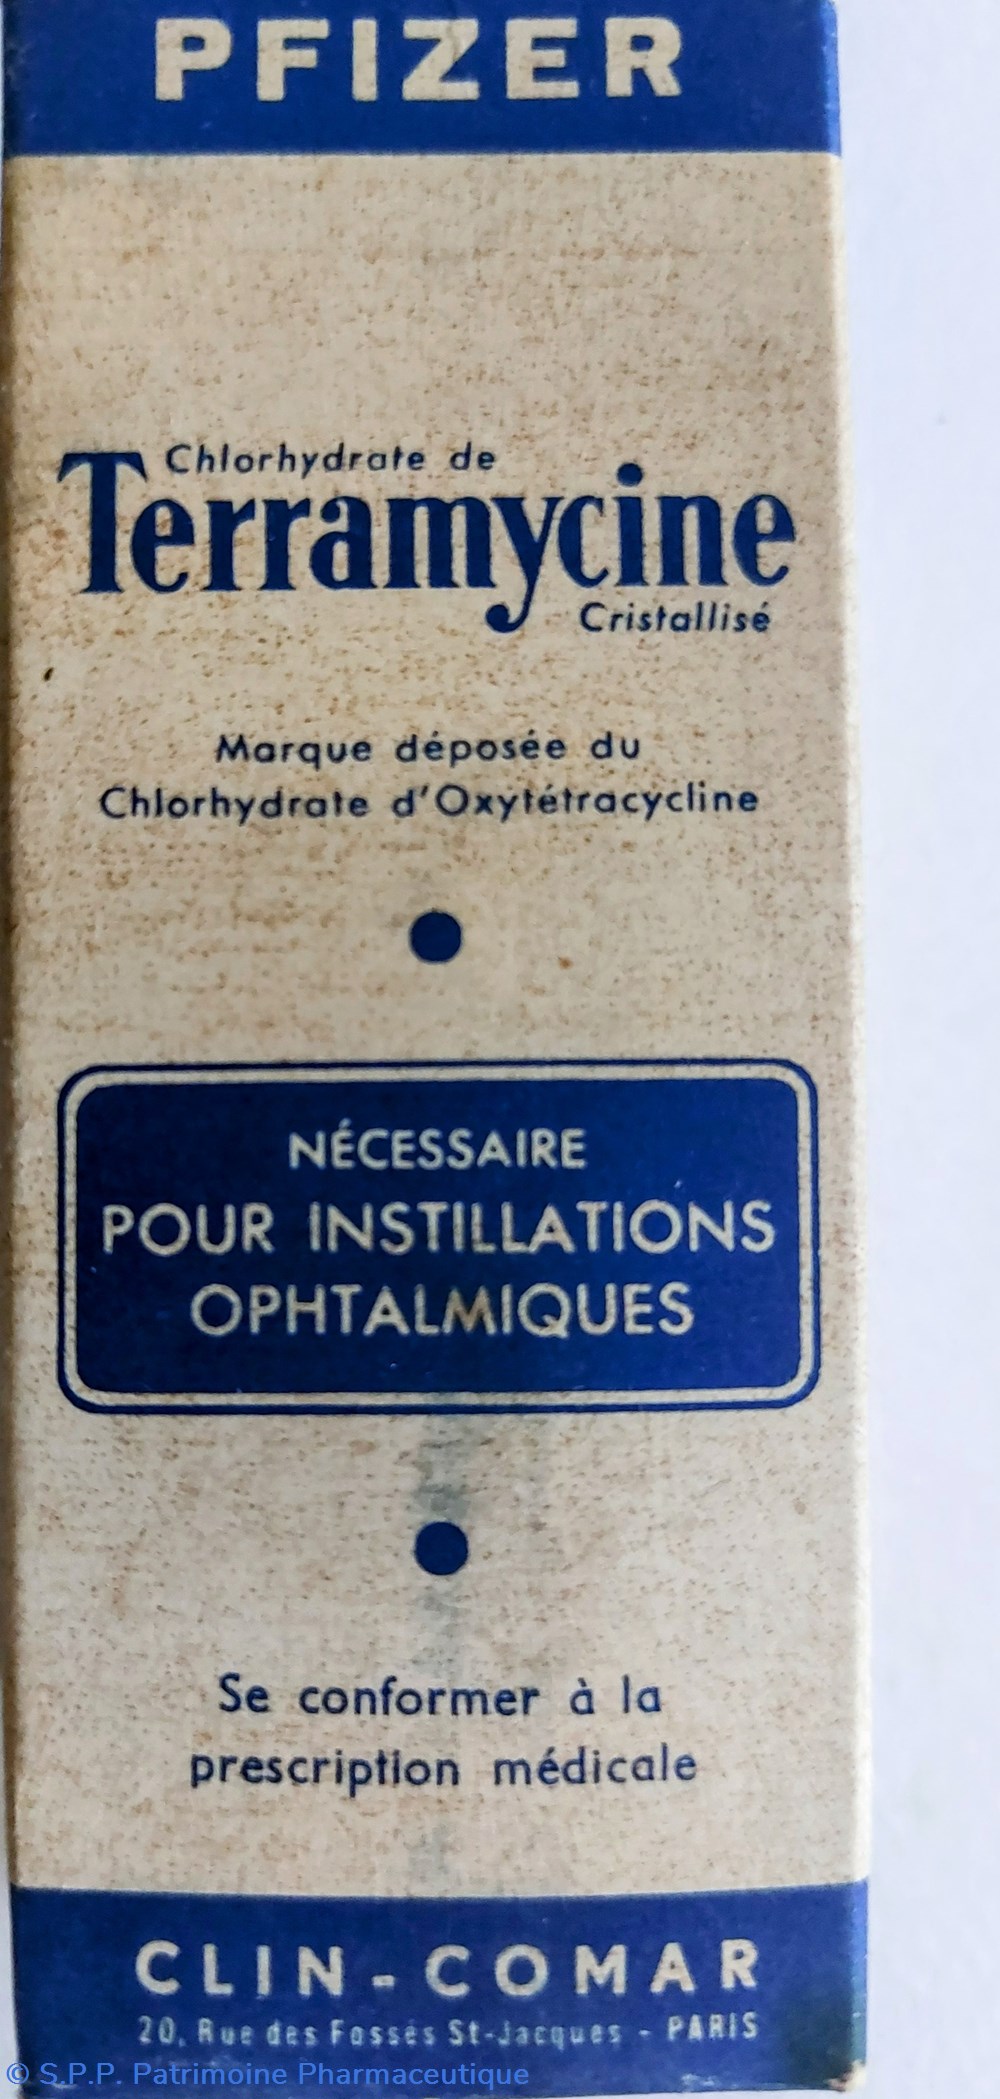 PFIZER
Chlorhydrate de
Terramycine
Cristallisé
Marque déposée du
Chlorhydrate d'Oxytétracycline
NÉCESSAIRE
POUR INSTILLATIONS
OPHTALMIQUES
Se conformer à la
prescription médicale
CLIN-COMAR
20, Rue des Fossés St-Jacques - PARIS
© S.P.P. Patrimoine Pharmaceutique